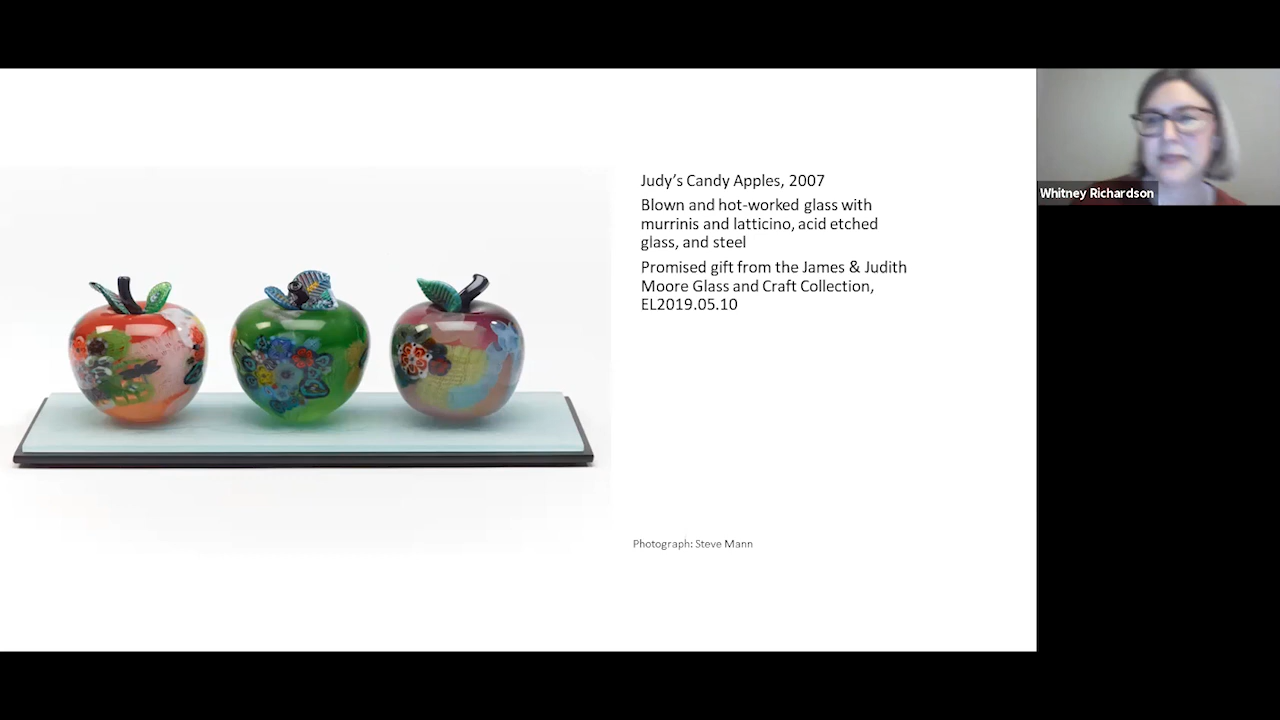 Judy’s Candy Apples, 2007
Blown and hot-worked glass with
murrinis and latticino, acid etched
glass, and steel
Promised gift from the James & Judith
Moore Glass and Craft Collection,
EL2019.05.10
Photograph: Steve Mann
Whitney Richardson